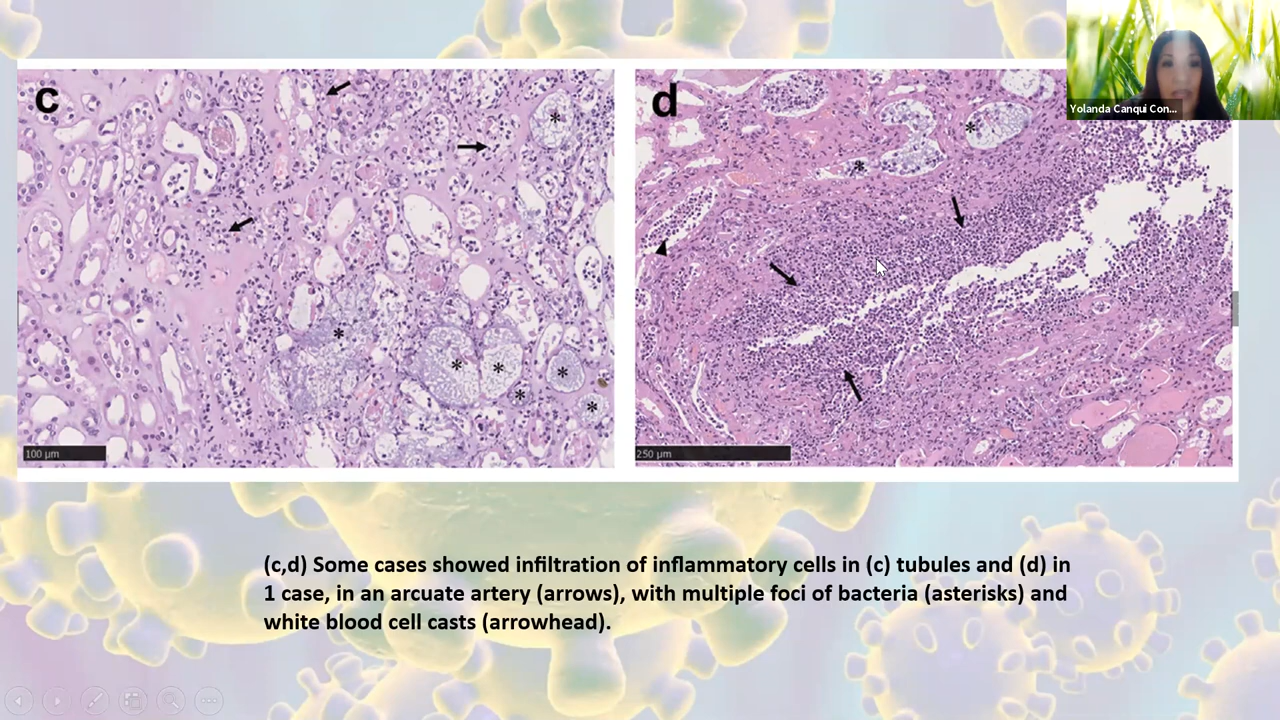 c
d
Yolanda Canqui Con...
100 µm
250 µm
(c,d) Some cases showed infiltration of inflammatory cells in (c) tubules and (d) in
1 case, in an arcuate artery (arrows), with multiple foci of bacteria (asterisks) and
white blood cell casts (arrowhead).